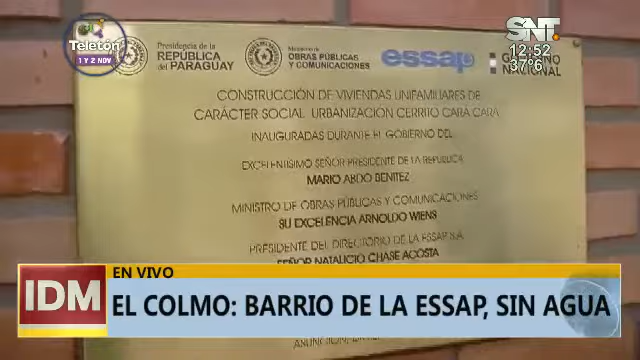 Teletón
1 Y 2 NOV
SNT
12:52
37°6
Presidencia de la
REPÚBLICA
del PARAGUAY
Ministerio de
OBRAS PÚBLICAS
Y COMUNICACIONES
essap
NACIONAL
CONSTRUCCIÓN DE VIVIENDAS UNIFAMILIARES DE
CARÁCTER SOCIAL URBANIZACIÓN CERRITO CARA CARA
INAUGURADAS DURANTE EL GOBIERNO DEL
EXCELENTÍSIMO SEÑOR PRESIDENTE DE LA REPÚBLICA
MARIO ABDO BENÍTEZ
MINISTRO DE OBRAS PÚBLICAS Y COMUNICACIONES
SU EXCELENCIA ARNOLDO WIENS
PRESIDENTE DEL DIRECTORIO DE LA ESSAP S.A.
SEÑOR NATALICIO CHASE ACOSTA
EN VIVO
IDM
EL COLMO: BARRIO DE LA ESSAP, SIN AGUA